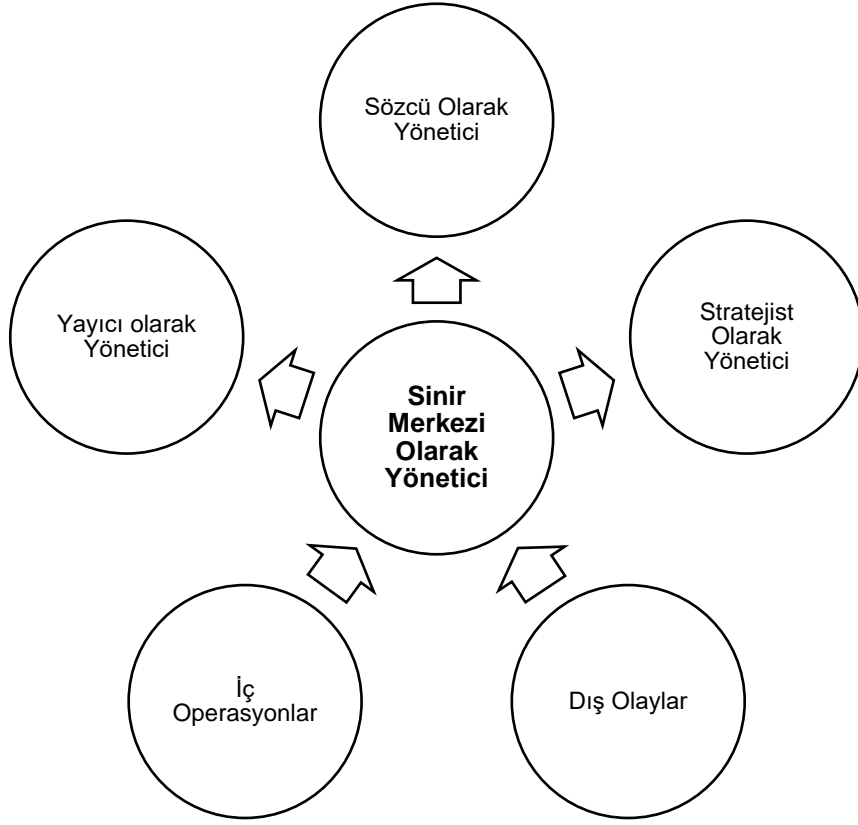 Sözcü Olarak
Yönetici
Yayıcı olarak
Yönetici
Stratejist
Olarak
Yönetici
Sinir
Merkezi
Olarak
Yönetici
İç
Operasyonlar
Dış Olaylar